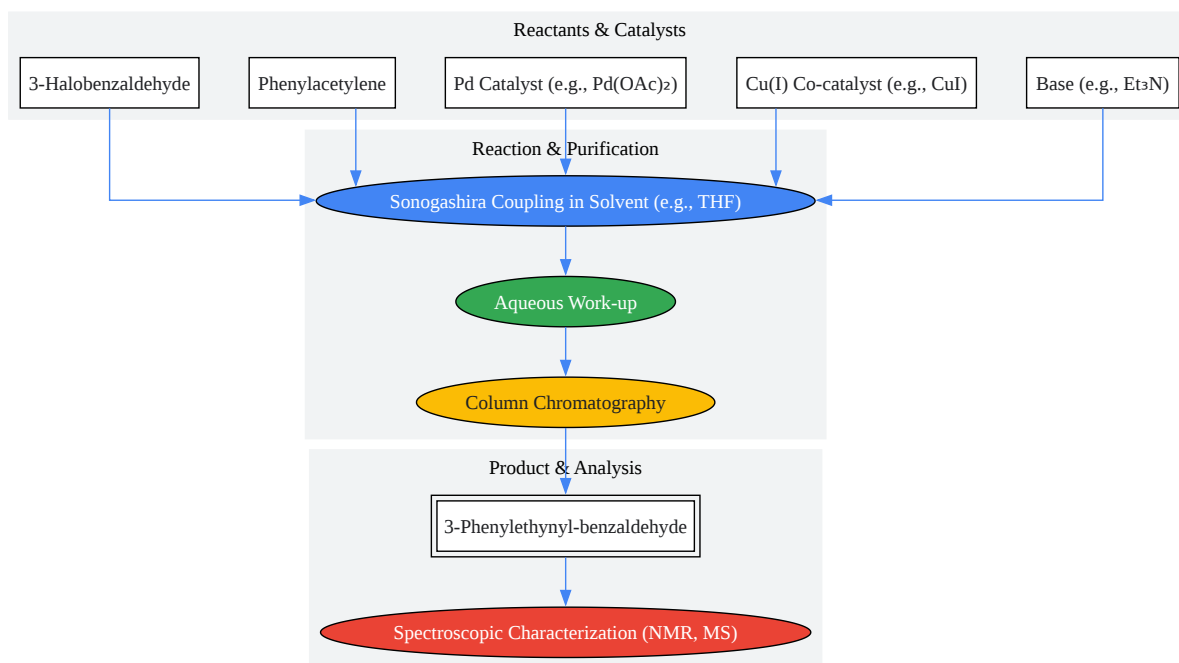 Reactants & Catalysts
3-Halobenzaldehyde
Phenylacetylene
Pd Catalyst (e.g., Pd(OAc)₂)
Cu(I) Co-catalyst (e.g., CuI)
Base (e.g., Et₃N)
Reaction & Purification
Sonogashira Coupling in Solvent (e.g., THF)
Aqueous Work-up
Column Chromatography
Product & Analysis
3-Phenylethynyl-benzaldehyde
Spectroscopic Characterization (NMR, MS)